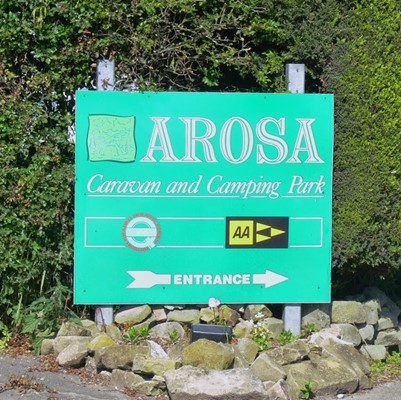 AROSA
Caravan and Camping Park
AA
ENTRANCE